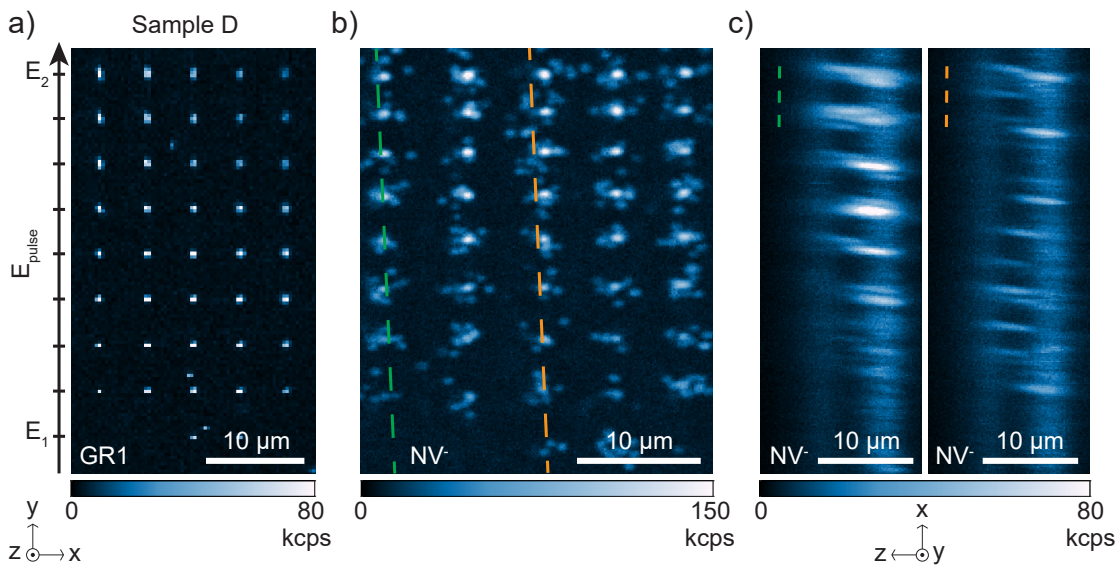 a)
Sample D
b)
c)
E₂
E_pulse
E₁
GR1
10 µm
NV⁻
10 µm
NV⁻
10 µm
NV⁻
10 µm
0
80
kcps
0
150
kcps
0
80
kcps
y
z
x
x
z
y